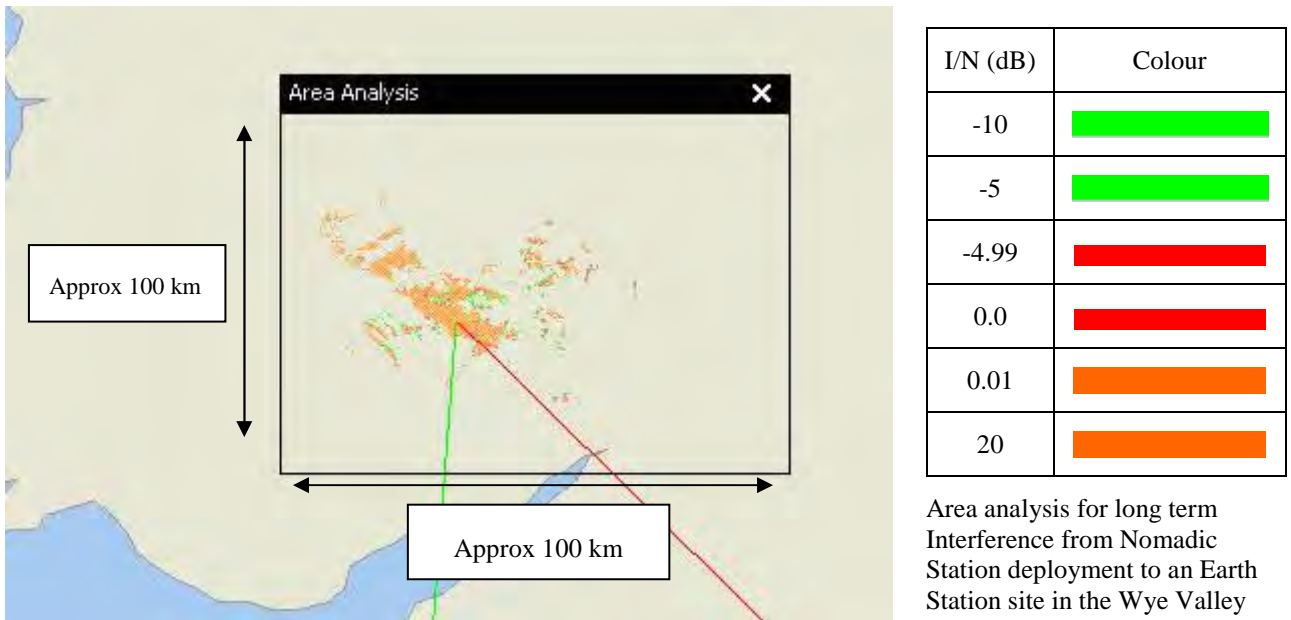 Area Analysis
Approx 100 km
Approx 100 km
I/N (dB) Colour
-10
-5
-4.99
0.0
0.01
20
Area analysis for long term
Interference from Nomadic
Station deployment to an Earth
Station site in the Wye Valley